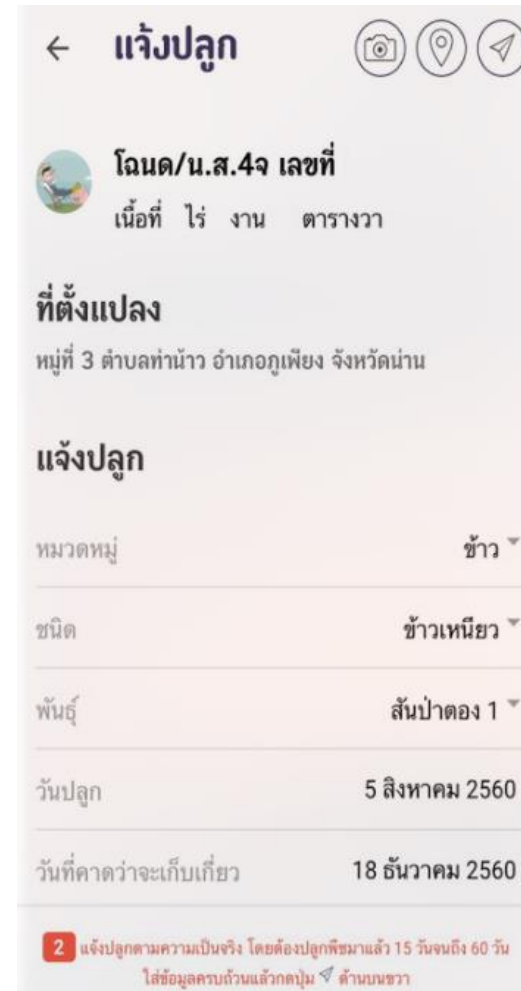 แจ้งปลูก
โฉนด/น.ส.4จ เลขที่
เนื้อที่ ไร่ งาน ตารางวา
ที่ตั้งแปลง
หมู่ที่ 3 ตำบลท่าน้าว อำเภอภูเพียง จังหวัดน่าน
แจ้งปลูก
หมวดหมู่ ข้าว
ชนิด ข้าวเหนียว
พันธุ์ สันป่าตอง 1
วันปลูก 5 สิงหาคม 2560
วันที่คาดว่าจะเก็บเกี่ยว 18 ธันวาคม 2560
2 แจ้งปลูกตามความเป็นจริง โดยต้องปลูกพืชมาแล้ว 15 วันจนถึง 60 วัน
ใส่ข้อมูลครบถ้วนแล้วกดปุ่ม ด้านบนขวา